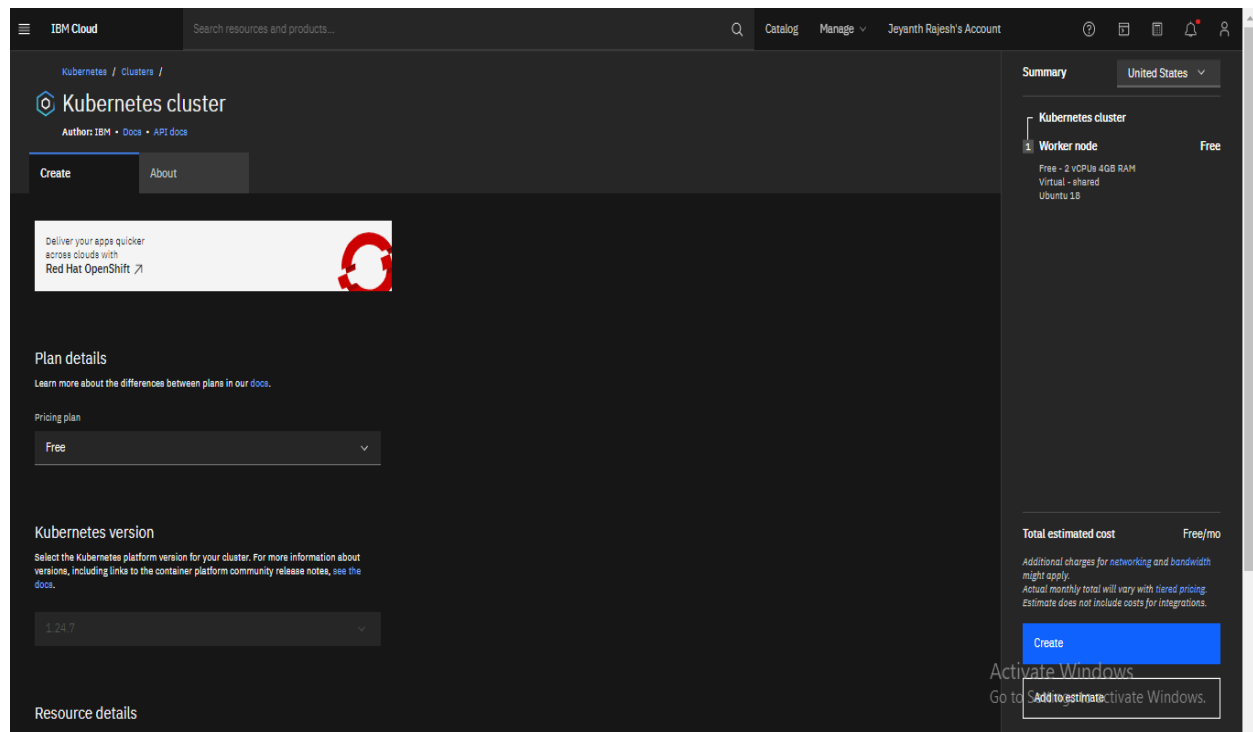 IBM Cloud
Search resources and products...
Catalog
Manage
Jeyanth Rajesh's Account
Kubernetes / Clusters /
Kubernetes cluster
Author: IBM • Docs • API docs
Create
About
Deliver your apps quicker
across clouds with
Red Hat OpenShift
Plan details
Learn more about the differences between plans in our docs.
Pricing plan
Free
Kubernetes version
Select the Kubernetes platform version for your cluster. For more information about
versions, including links to the container platform community release notes, see the
docs.
1.24.7
Resource details
Summary
United States
Kubernetes cluster
1 Worker node Free
Free - 2 vCPUs 4GB RAM
Virtual - shared
Ubuntu 18
Total estimated cost Free/mo
Additional charges for networking and bandwidth
might apply.
Actual monthly total will vary with tiered pricing.
Estimate does not include costs for integrations.
Create
Add to estimate
Activate Windows
Go to Settings to activate Windows.